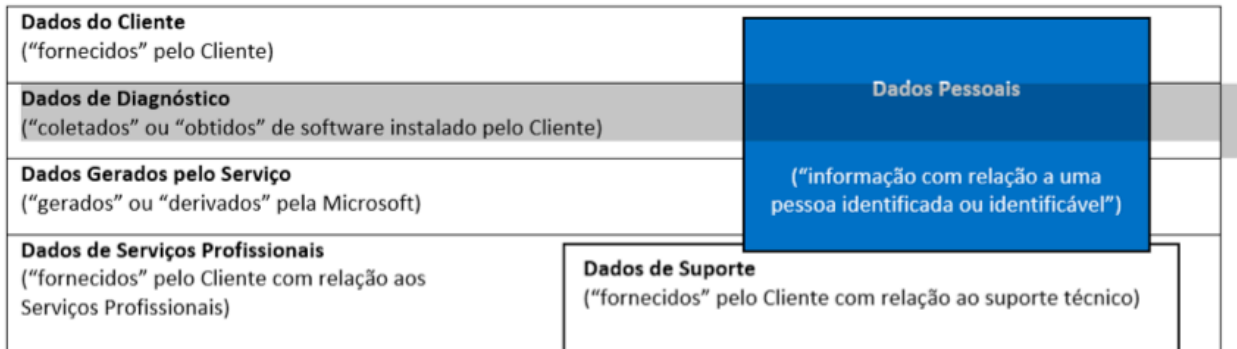 Dados do Cliente
(“fornecidos” pelo Cliente)
Dados de Diagnóstico
(“coletados” ou “obtidos” de software instalado pelo Cliente)
Dados Gerados pelo Serviço
(“gerados” ou “derivados” pela Microsoft)
Dados de Serviços Profissionais
(“fornecidos” pelo Cliente com relação aos
Serviços Profissionais)
Dados Pessoais
(“informação com relação a uma
pessoa identificada ou identificável”)
Dados de Suporte
(“fornecidos” pelo Cliente com relação ao suporte técnico)